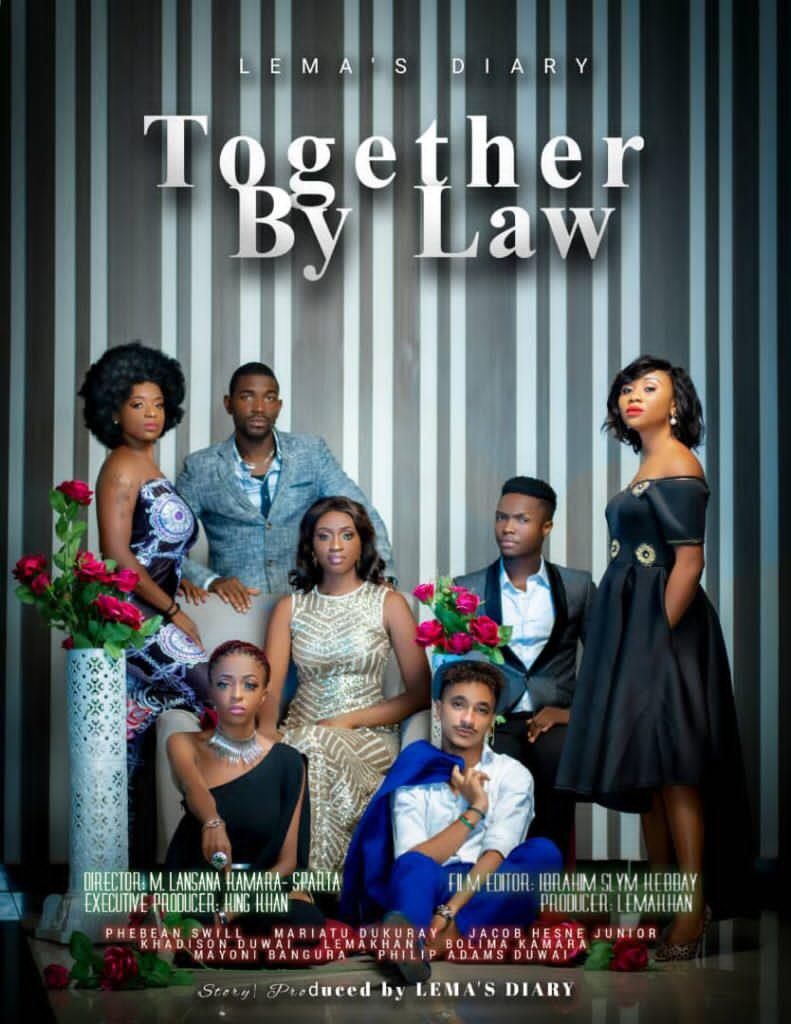 LEMA'S DIARY
Together
By Law
DIRECTOR: M. LANSANA KAMARA- SPARTA
EXECUTIVE PRODUCER: KING KHAN
FILM EDITOR: IBRAHIM SLYM KEBBAY
PRODUCER: LEMAKHAN
PHEBEAN SWILL MARIATU DUKURAY JACOB HESNE JUNIOR
KHADISON DUWAI LEMAKHAN BOLIMA KAMARA
MAYONI BANGURA PHILIP ADAMS DUWAI
Story| Produced by LEMA'S DIARY